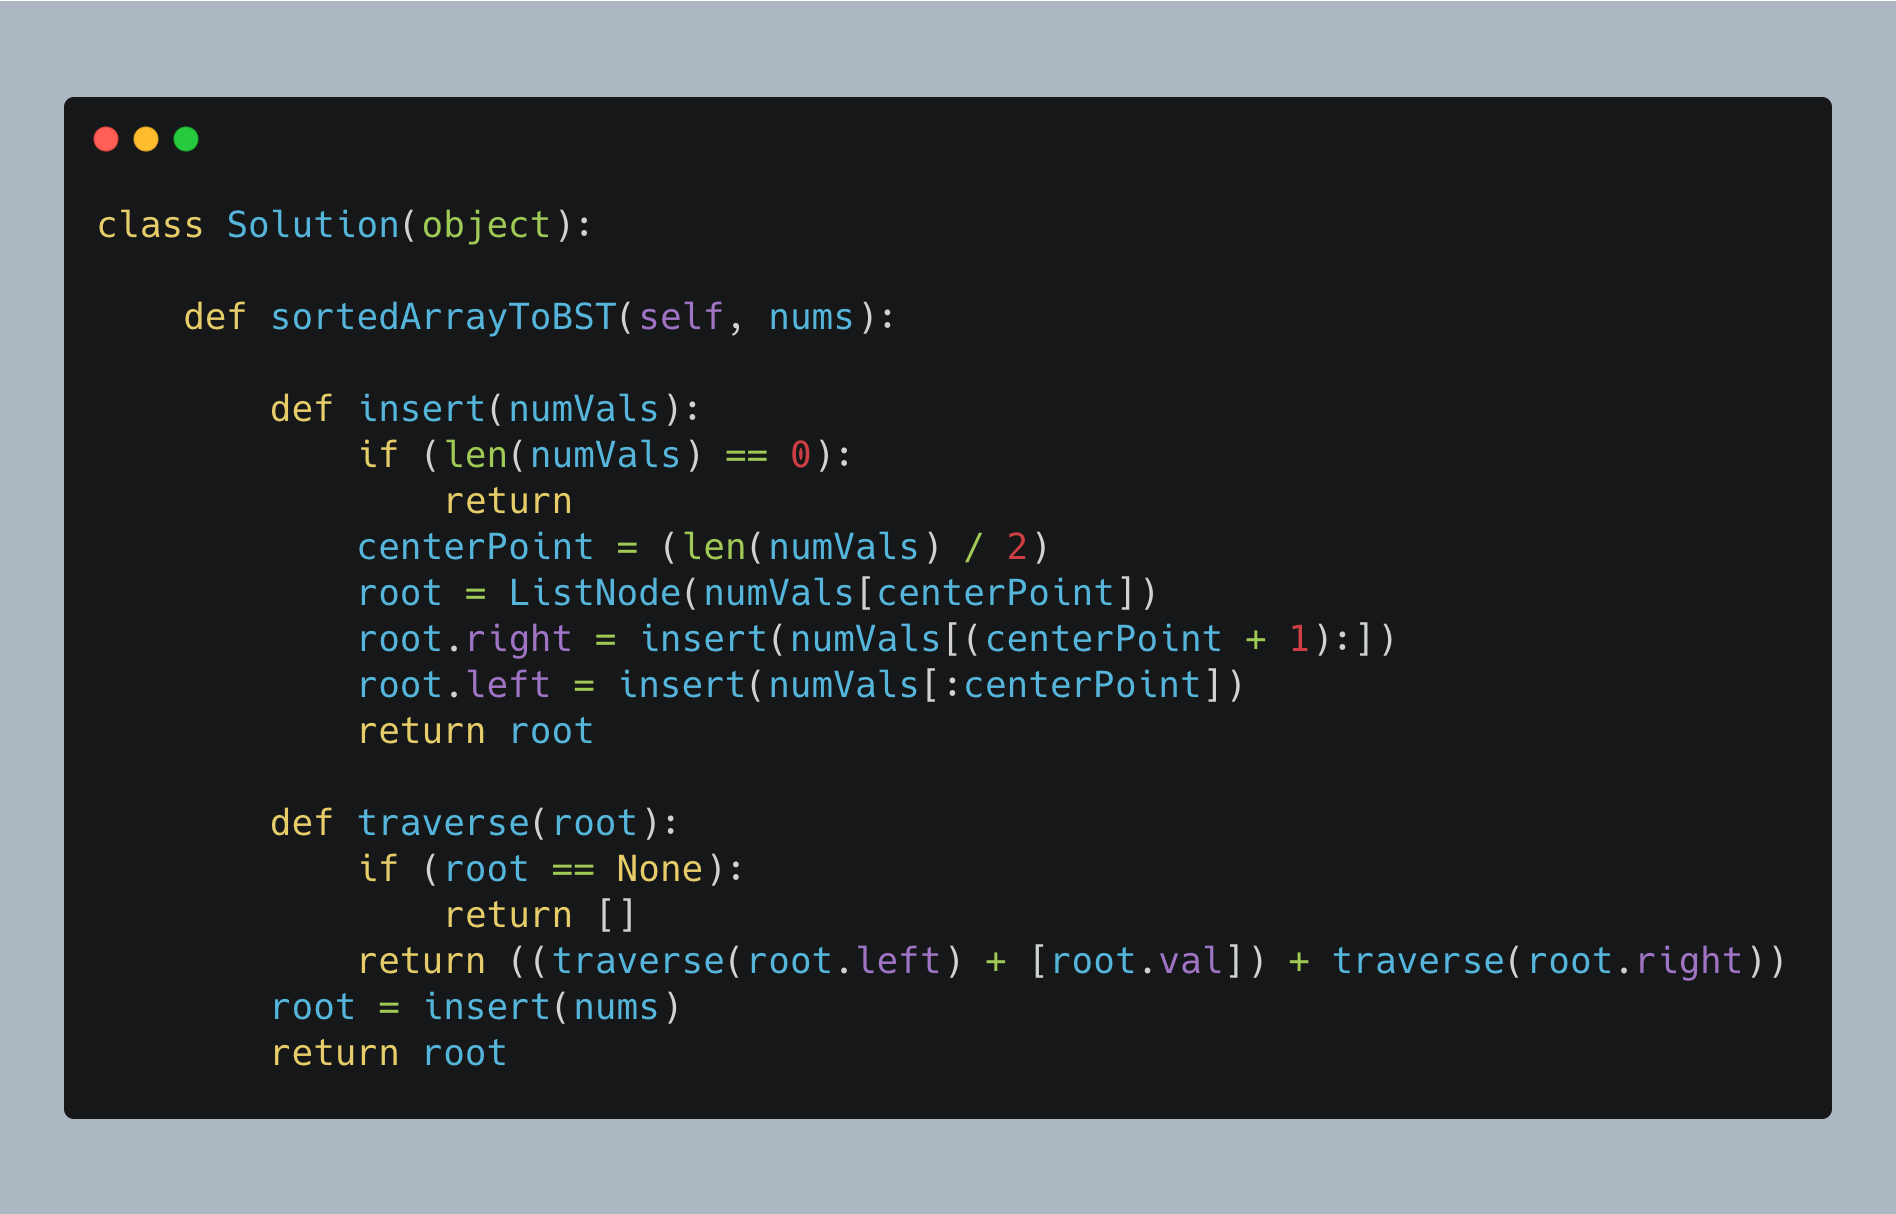 class Solution(object):

    def sortedArrayToBST(self, nums):

        def insert(numVals):
            if (len(numVals) == 0):
                return
            centerPoint = (len(numVals) / 2)
            root = ListNode(numVals[centerPoint])
            root.right = insert(numVals[(centerPoint + 1):])
            root.left = insert(numVals[:centerPoint])
            return root

        def traverse(root):
            if (root == None):
                return []
            return ((traverse(root.left) + [root.val]) + traverse(root.right))
        root = insert(nums)
        return root